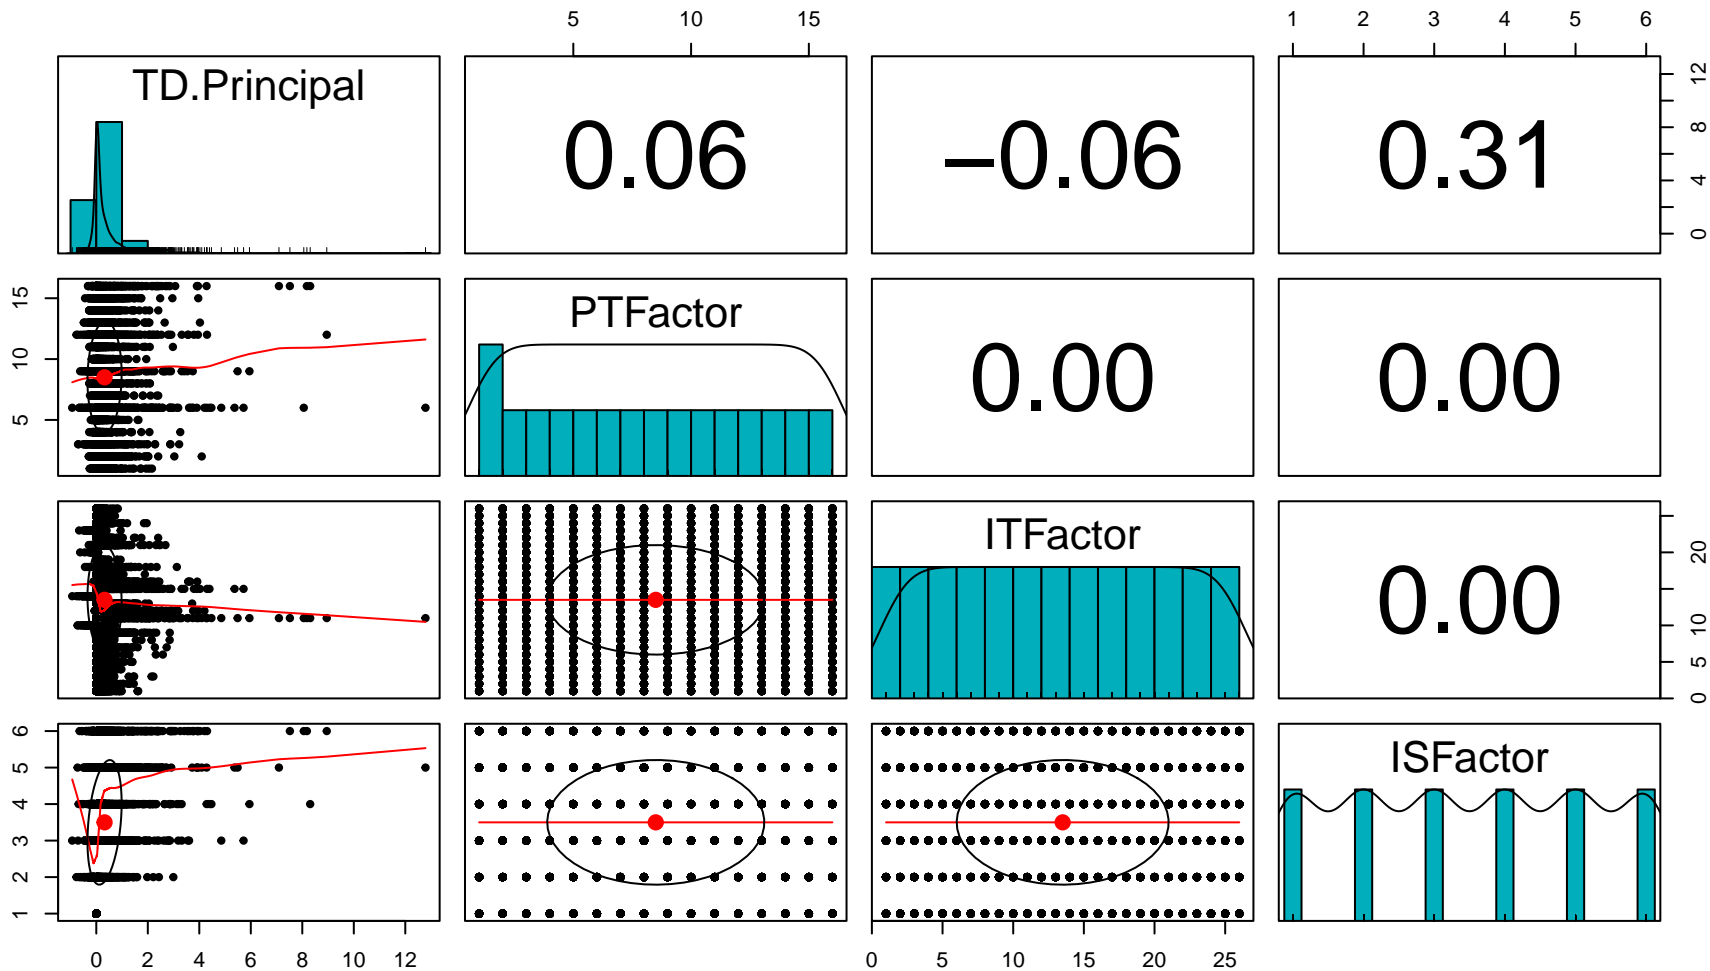 5 10 15 1 2 3 4 5 6
TD.Principal 0.06 −0.06 0.31 0 4 8 12
5 10 15 PTFactor 0.00 0.00
ITFactor 0.00 0 5 10 20
1 2 3 4 5 6 ISFactor
0 2 4 6 8 10 12 0 5 10 15 20 25